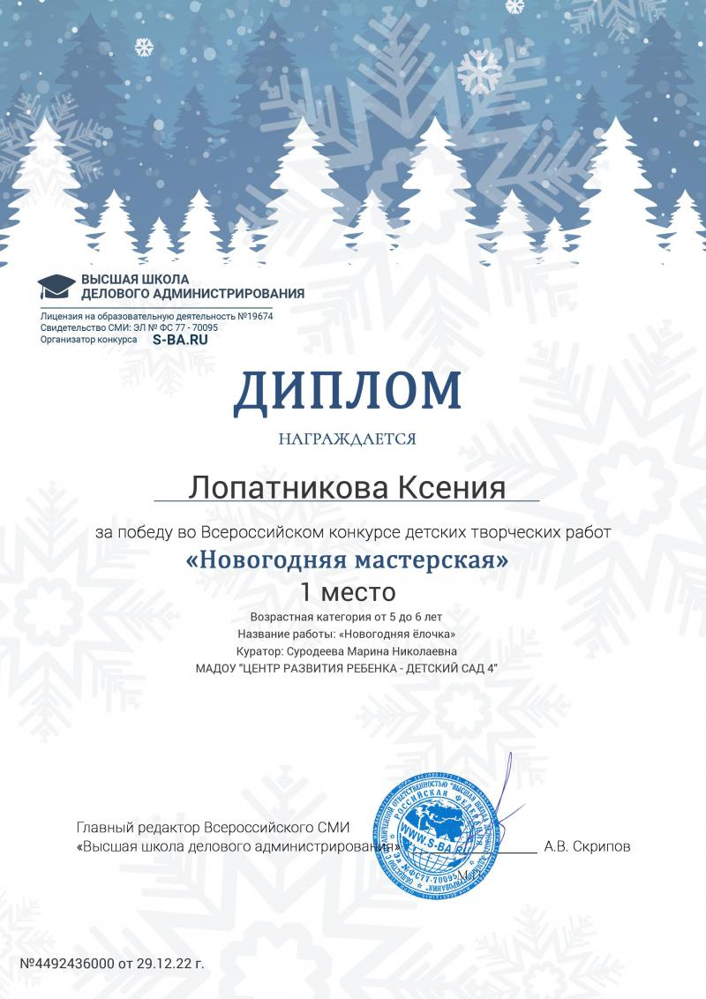 ВЫСШАЯ ШКОЛА
ДЕЛОВОГО АДМИНИСТРИРОВАНИЯ
Лицензия на образовательную деятельность №19674
Свидетельство СМИ: ЭЛ № ФС 77 - 70095
Организатор конкурса S-BA.RU
ДИПЛОМ
НАГРАЖДАЕТСЯ
Лопатникова Ксения
за победу во Всероссийском конкурсе детских творческих работ
«Новогодняя мастерская»
1 место
Возрастная категория от 5 до 6 лет
Название работы: «Новогодняя ёлочка»
Куратор: Суродеева Марина Николаевна
МАДОУ "ЦЕНТР РАЗВИТИЯ РЕБЕНКА - ДЕТСКИЙ САД 4"
Главный редактор Всероссийского СМИ
«Высшая школа делового администрирования»
А.В. Скрипов
РОССИЙСКАЯ ФЕДЕРАЦИЯ
WWW.S-BA.RU
Эл №ФС77-70095
М.П.
№4492436000 от 29.12.22 г.